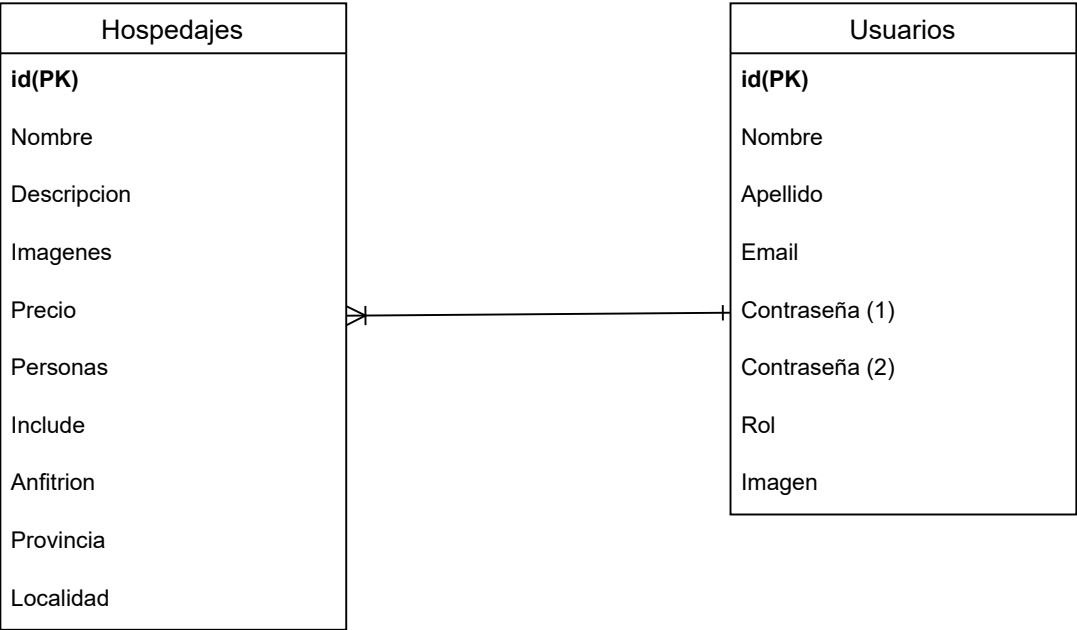 Hospedajes
id(PK)
Nombre
Descripcion
Imagenes
Precio
Personas
Include
Anfitrion
Provincia
Localidad
Usuarios
id(PK)
Nombre
Apellido
Email
Contraseña (1)
Contraseña (2)
Rol
Imagen